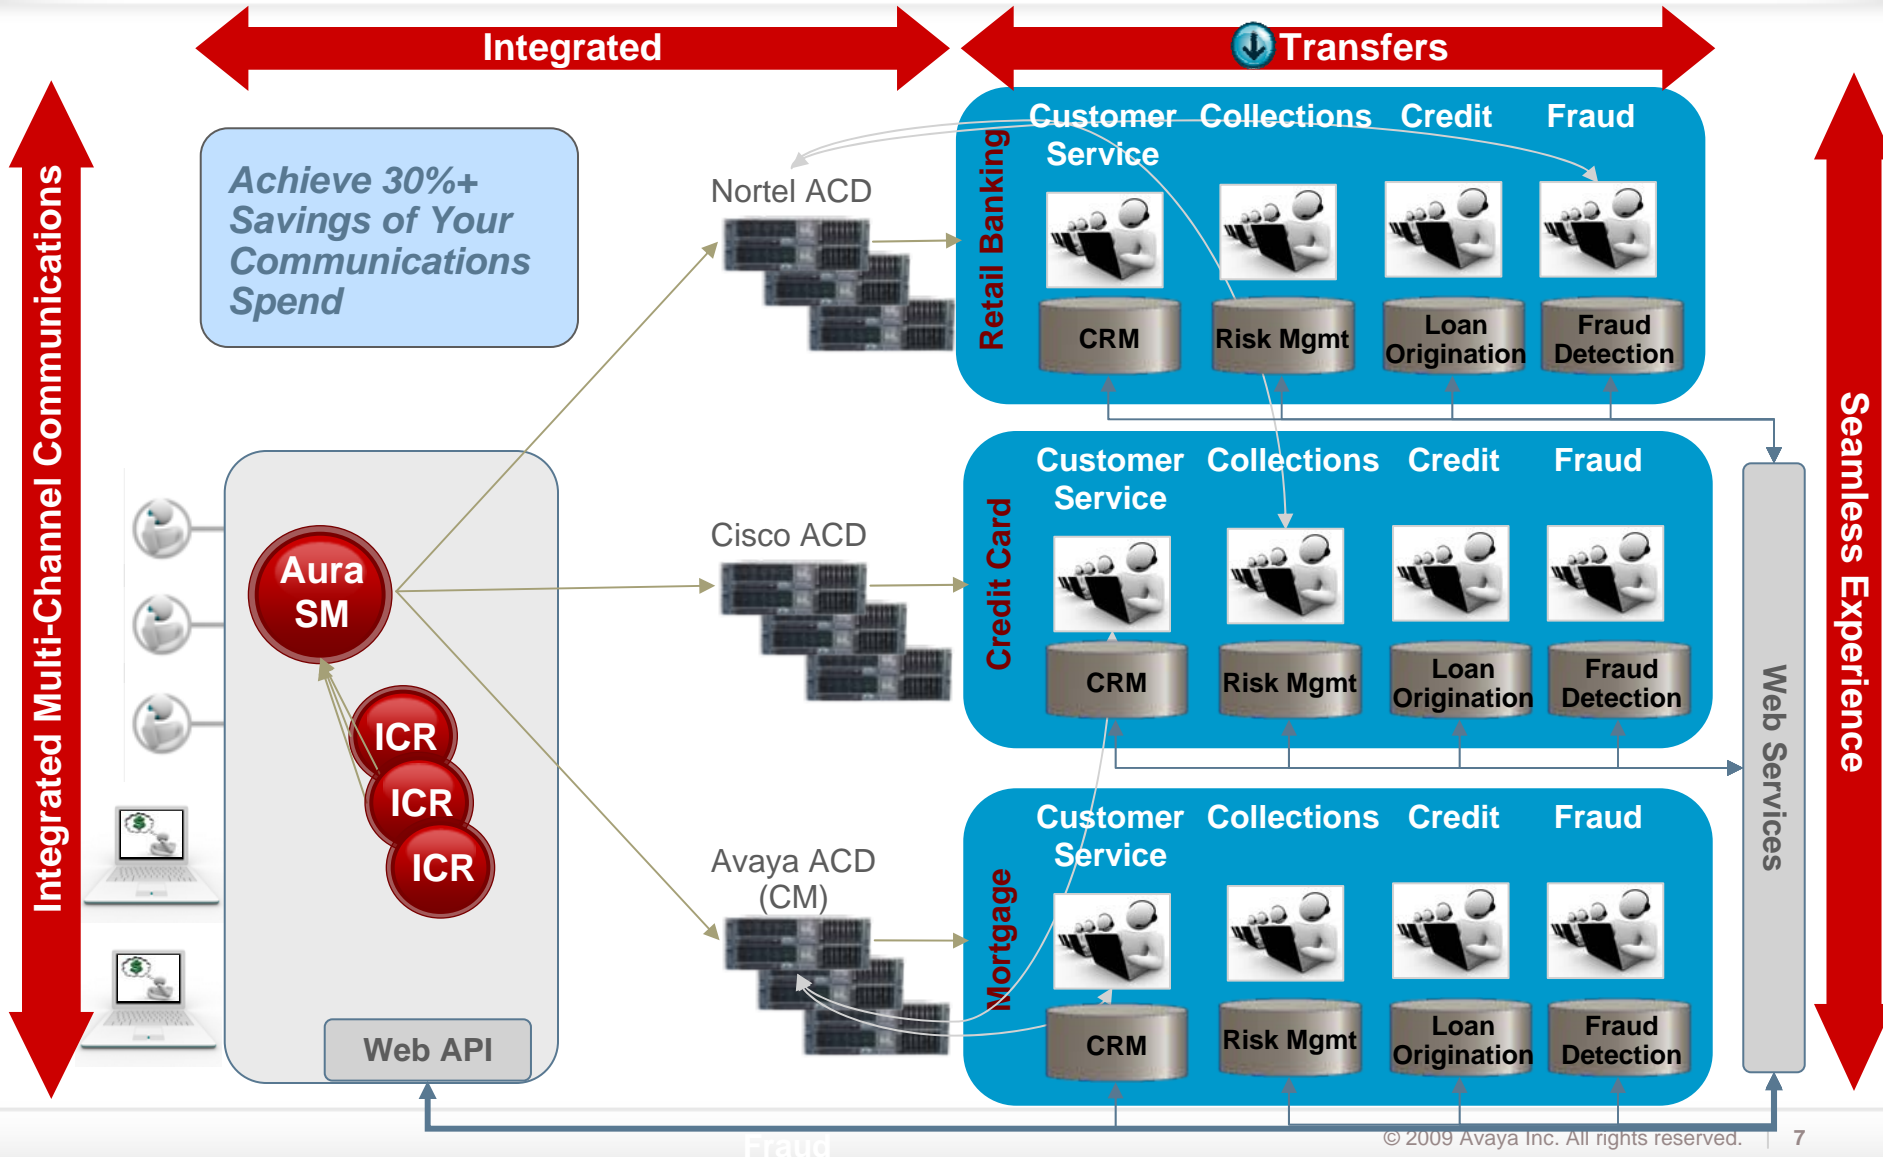 Integrated
Transfers
Integrated Multi-Channel Communications
Achieve 30%+
Savings of Your
Communications
Spend
Nortel ACD
Retail Banking
Customer
Service
Collections
Credit
Fraud
CRM
Risk Mgmt
Loan
Origination
Fraud
Detection
Aura
SM
ICR
ICR
ICR
Web API
Cisco ACD
Credit Card
Customer
Service
Collections
Credit
Fraud
CRM
Risk Mgmt
Loan
Origination
Fraud
Detection
Avaya ACD
(CM)
Mortgage
Customer
Service
Collections
Credit
Fraud
CRM
Risk Mgmt
Loan
Origination
Fraud
Detection
Web Services
Seamless Experience
Fraud
© 2009 Avaya Inc. All rights reserved.
7